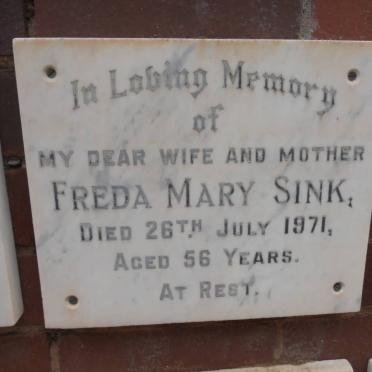 In Loving Memory
of
MY DEAR WIFE AND MOTHER
FREDA MARY SINK,
DIED 26TH JULY 1971,
AGED 56 YEARS.
AT REST.